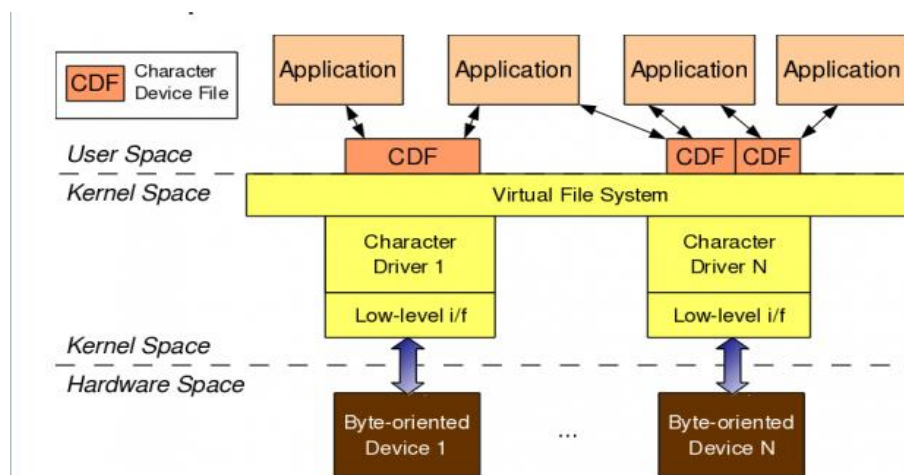 CDF
Character
Device File
Application
Application
Application
Application
User Space
CDF
CDF
CDF
Kernel Space
Virtual File System
Character
Driver 1
Character
Driver N
Low-level i/f
Low-level i/f
Kernel Space
Hardware Space
Byte-oriented
Device 1
...
Byte-oriented
Device N